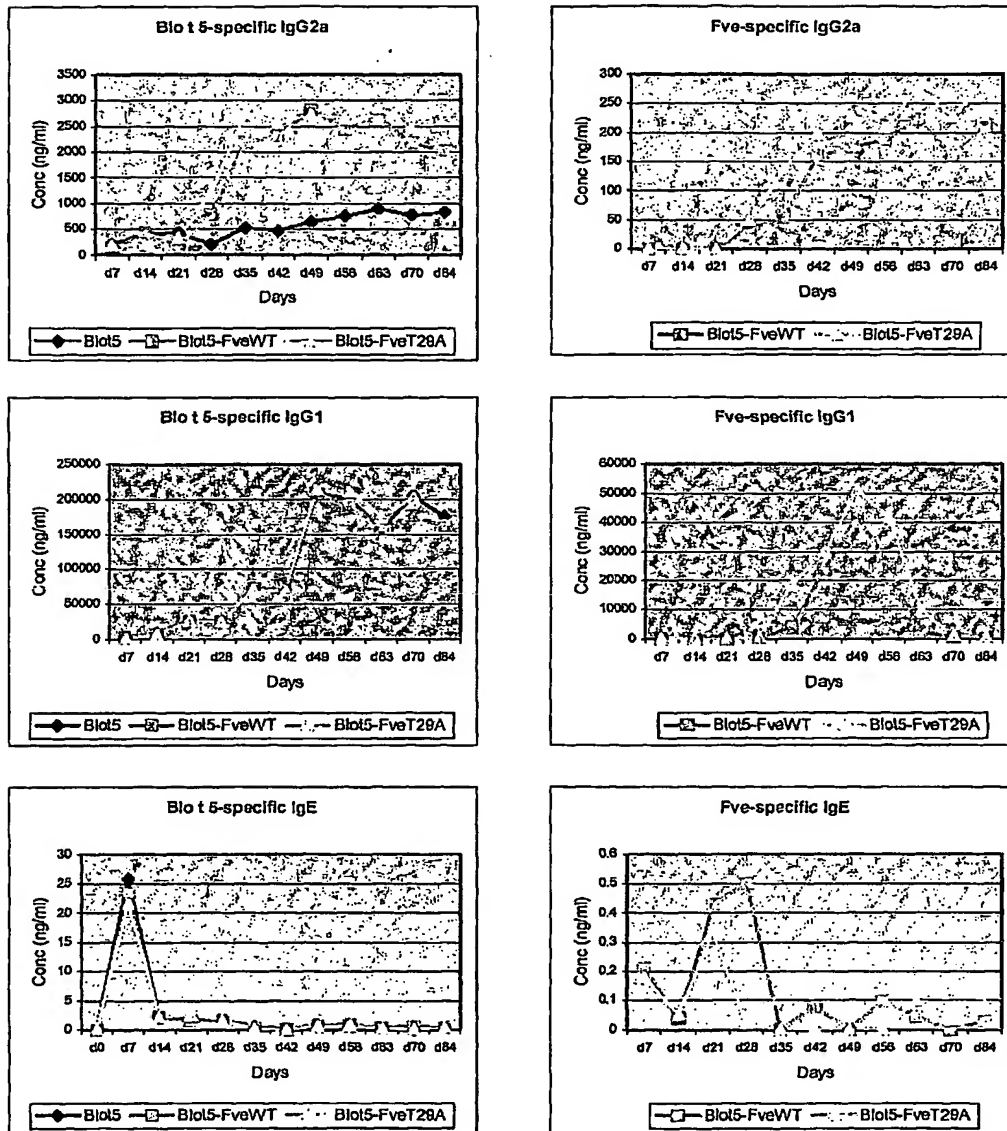 Blo t 5-specific IgG2a
Conc (ng/ml)
3500
3000
2500
2000
1500
1000
500
0
d7 d14 d21 d28 d35 d42 d49 d56 d63 d70 d84
Days
Blot5 Blot5-FveWT Blot5-FveT29A
Fve-specific IgG2a
Conc (ng/ml)
300
250
200
150
100
50
0
d7 d14 d21 d28 d35 d42 d49 d56 d63 d70 d84
Days
Blot5-FveWT Blot5-FveT29A
Blo t 5-specific IgG1
Conc (ng/ml)
250000
200000
150000
100000
50000
0
d7 d14 d21 d28 d35 d42 d49 d56 d63 d70 d84
Days
Blot5 Blot5-FveWT Blot5-FveT29A
Fve-specific IgG1
Conc (ng/ml)
60000
50000
40000
30000
20000
10000
0
d7 d14 d21 d28 d35 d42 d49 d56 d63 d70 d84
Days
Blot5-FveWT Blot5-FveT29A
Blo t 5-specific IgE
Conc (ng/ml)
30
25
20
15
10
5
0
d0 d7 d14 d21 d28 d35 d42 d49 d56 d63 d70 d84
Days
Blot5 Blot5-FveWT Blot5-FveT29A
Fve-specific IgE
Conc (ng/ml)
0.6
0.5
0.4
0.3
0.2
0.1
0
d7 d14 d21 d28 d35 d42 d49 d56 d63 d70 d84
Days
Blot5-FveWT Blot5-FveT29A